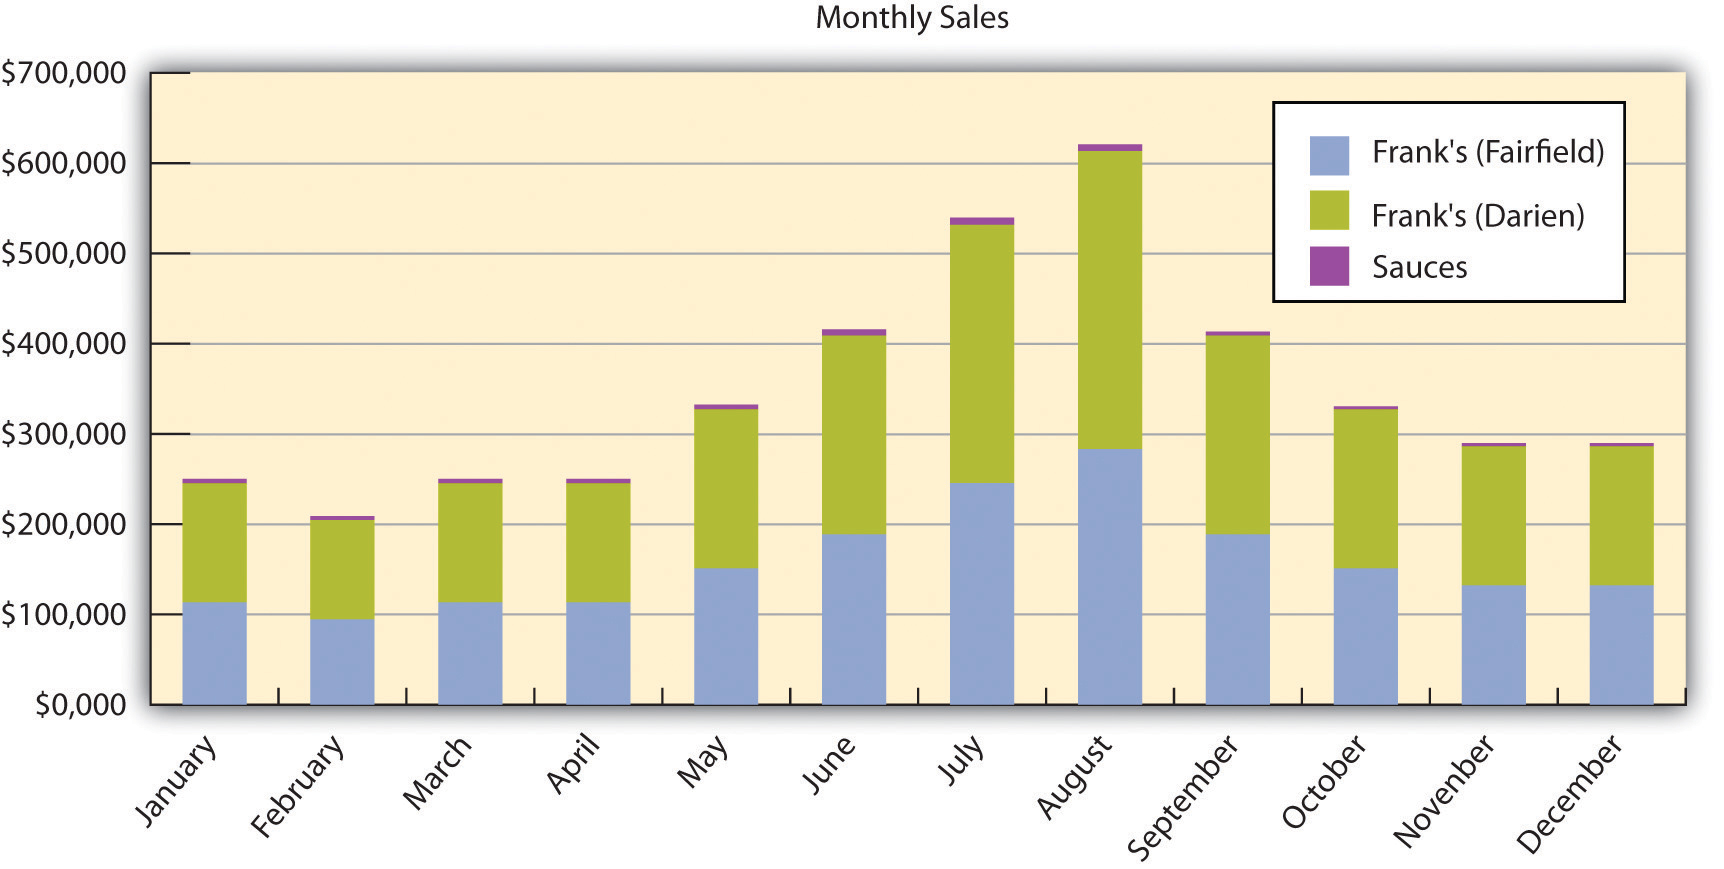 Monthly Sales
$700,000
$600,000
$500,000
$400,000
$300,000
$200,000
$100,000
$0,000
Frank's (Fairfield)
Frank's (Darien)
Sauces
January
February
March
April
May
June
July
August
September
October
November
December